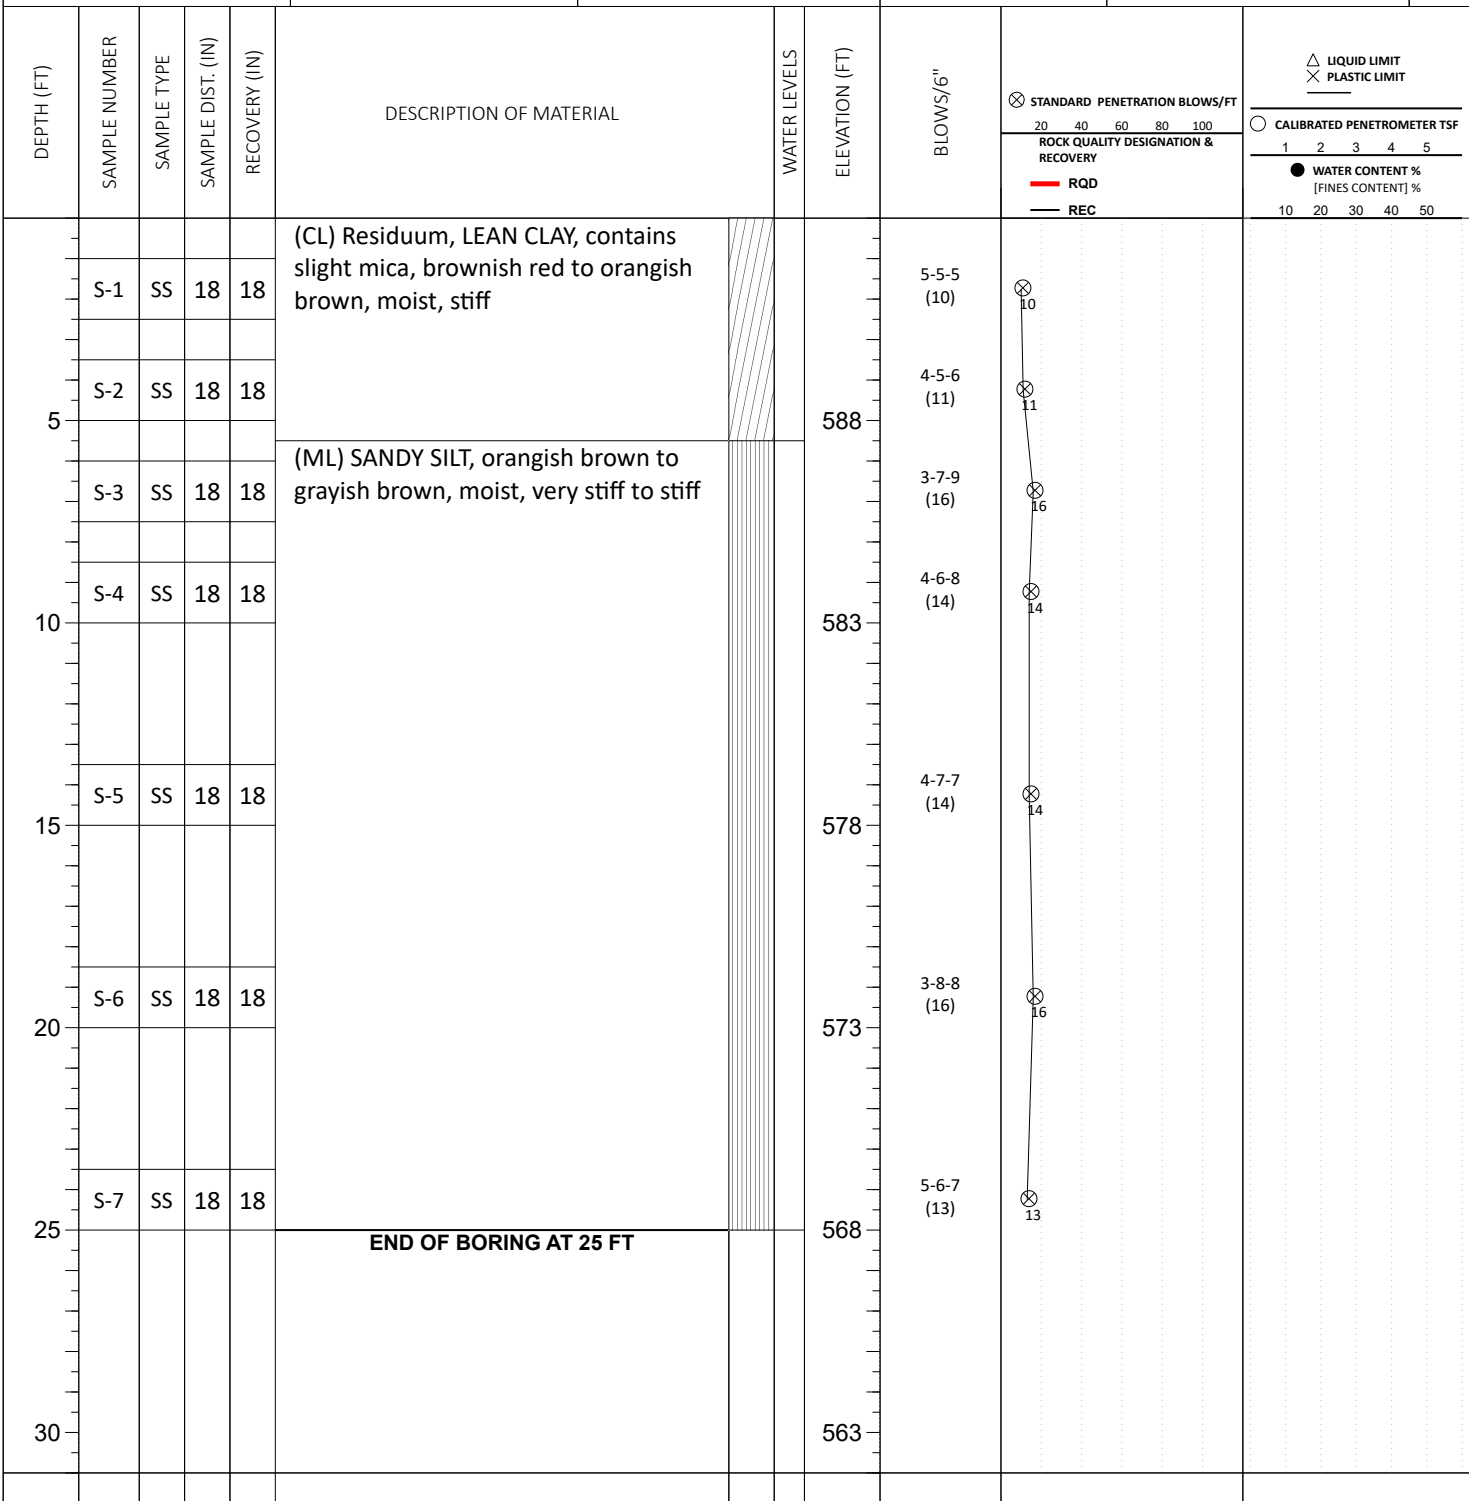 DEPTH (FT)
SAMPLE NUMBER
SAMPLE TYPE
SAMPLE DIST. (IN)
RECOVERY (IN)
DESCRIPTION OF MATERIAL
WATER LEVELS
ELEVATION (FT)
BLOWS/6"
STANDARD PENETRATION BLOWS/FT
20 40 60 80 100
ROCK QUALITY DESIGNATION &
RECOVERY
RQD
REC
LIQUID LIMIT
PLASTIC LIMIT
CALIBRATED PENETROMETER TSF
1 2 3 4 5
WATER CONTENT %
[FINES CONTENT] %
10 20 30 40 50
(CL) Residuum, LEAN CLAY, contains
slight mica, brownish red to orangish
brown, moist, stiff
S-1 SS 18 18
5-5-5
(10)
10
S-2 SS 18 18
4-5-6
(11)
11
5
588
(ML) SANDY SILT, orangish brown to
grayish brown, moist, very stiff to stiff
S-3 SS 18 18
3-7-9
(16)
16
S-4 SS 18 18
4-6-8
(14)
14
10
583
S-5 SS 18 18
4-7-7
(14)
14
15
578
S-6 SS 18 18
3-8-8
(16)
16
20
573
S-7 SS 18 18
5-6-7
(13)
13
25
568
END OF BORING AT 25 FT
30
563